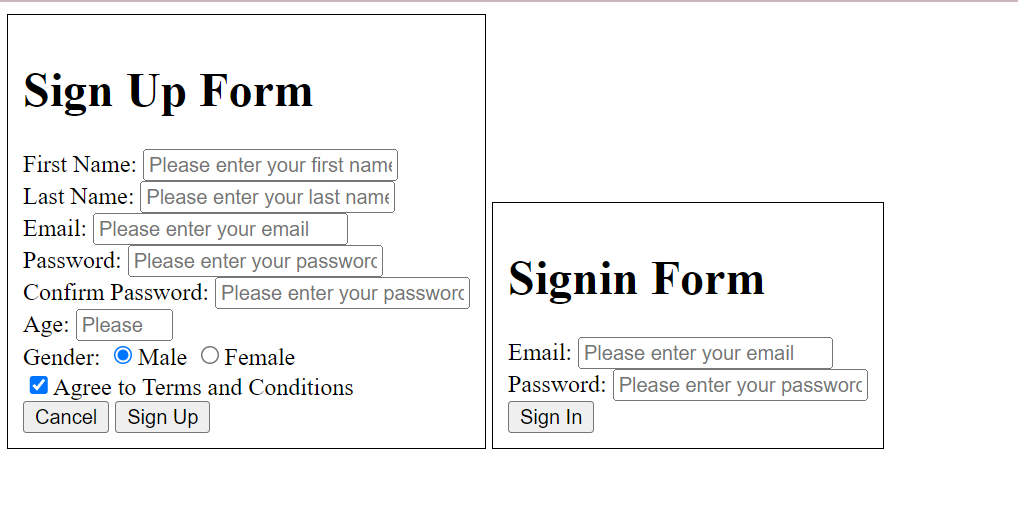 Sign Up Form
First Name: Please enter your first name
Last Name: Please enter your last name
Email: Please enter your email
Password: Please enter your password
Confirm Password: Please enter your password
Age: Please
Gender: Male Female
Agree to Terms and Conditions
Cancel Sign Up
Signin Form
Email: Please enter your email
Password: Please enter your password
Sign In